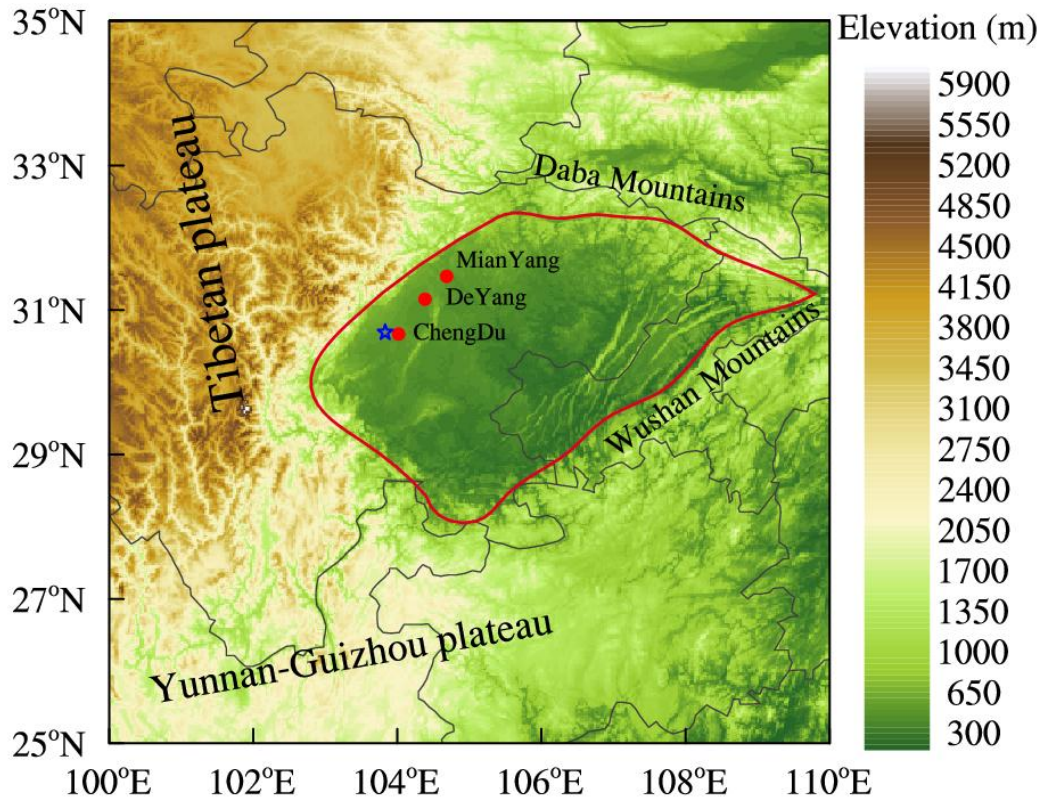 35°N
33°N
31°N
29°N
27°N
25°N
100°E
102°E
104°E
106°E
108°E
110°E
Tibetan plateau
Daba Mountains
MianYang
DeYang
ChengDu
Wushan Mountains
Yunnan-Guizhou plateau
Elevation (m)
5900
5550
5200
4850
4500
4150
3800
3450
3100
2750
2400
2050
1700
1350
1000
650
300